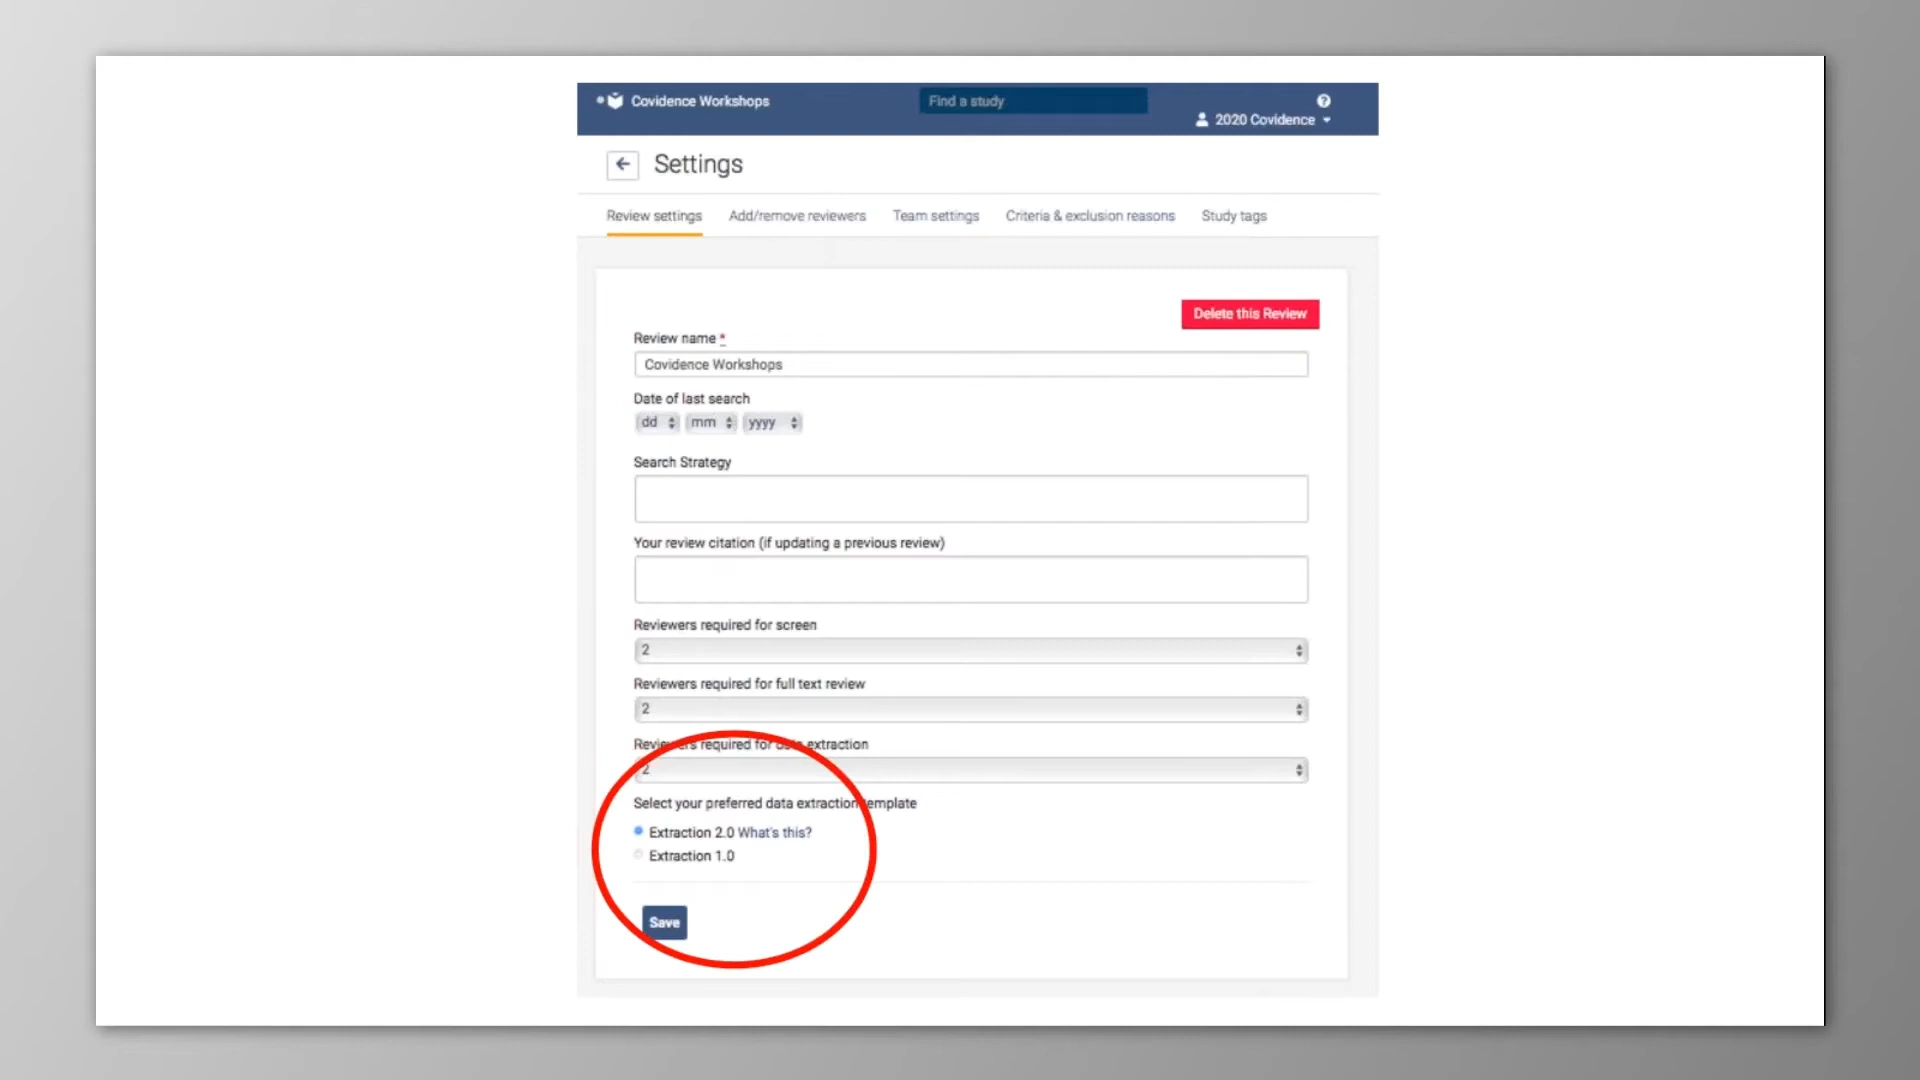 Covidence Workshops
Find a study
2020 Covidence
Settings
Review settings Add/remove reviewers Team settings Criteria & exclusion reasons Study tags
Delete this Review
Review name *
Covidence Workshops
Date of last search
dd mm yyyy
Search Strategy
Your review citation (if updating a previous review)
Reviewers required for screen
2
Reviewers required for full text review
2
Reviewers required for data extraction
2
Select your preferred data extraction template
Extraction 2.0 What's this?
Extraction 1.0
Save